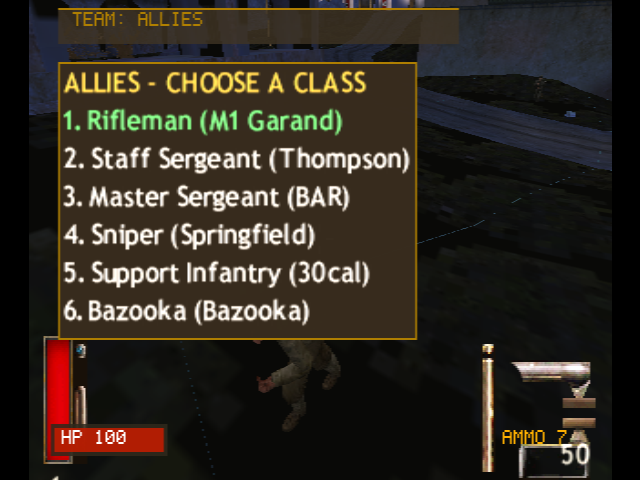 TEAM: ALLIES
ALLIES - CHOOSE A CLASS
1. Rifleman (M1 Garand)
2. Staff Sergeant (Thompson)
3. Master Sergeant (BAR)
4. Sniper (Springfield)
5. Support Infantry (30cal)
6. Bazooka (Bazooka)
HP 100
AMMO 7
50